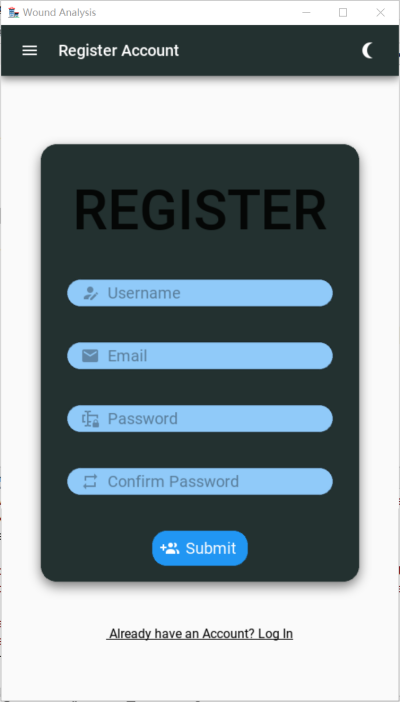 Wound Analysis
Register Account
REGISTER
Username
Email
Password
Confirm Password
Submit
Already have an Account? Log In